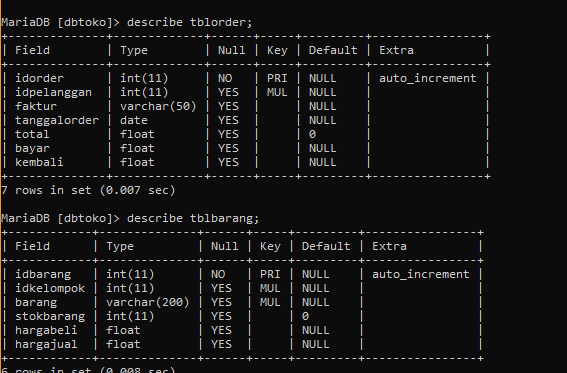 MariaDB [dbtoko]> describe tblorder;
+--------------+-------------+------+-----+---------+----------------+
| Field        | Type        | Null | Key | Default | Extra          |
+--------------+-------------+------+-----+---------+----------------+
| idorder      | int(11)     | NO   | PRI | NULL    | auto_increment |
| idpelanggan  | int(11)     | YES  | MUL | NULL    |                |
| faktur       | varchar(50) | YES  |     | NULL    |                |
| tanggalorder | date        | YES  |     | NULL    |                |
| total        | float       | YES  |     | 0       |                |
| bayar        | float       | YES  |     | NULL    |                |
| kembali      | float       | YES  |     | NULL    |                |
+--------------+-------------+------+-----+---------+----------------+
7 rows in set (0.007 sec)
MariaDB [dbtoko]> describe tblbarang;
+------------+--------------+------+-----+---------+----------------+
| Field      | Type         | Null | Key | Default | Extra          |
+------------+--------------+------+-----+---------+----------------+
| idbarang   | int(11)      | NO   | PRI | NULL    | auto_increment |
| idkelompok | int(11)      | YES  | MUL | NULL    |                |
| barang     | varchar(200) | YES  | MUL | NULL    |                |
| stokbarang | int(11)      | YES  |     | 0       |                |
| hargabeli  | float        | YES  |     | NULL    |                |
| hargajual  | float        | YES  |     | NULL    |                |
+------------+--------------+------+-----+---------+----------------+
6 rows in set (0.008 sec)